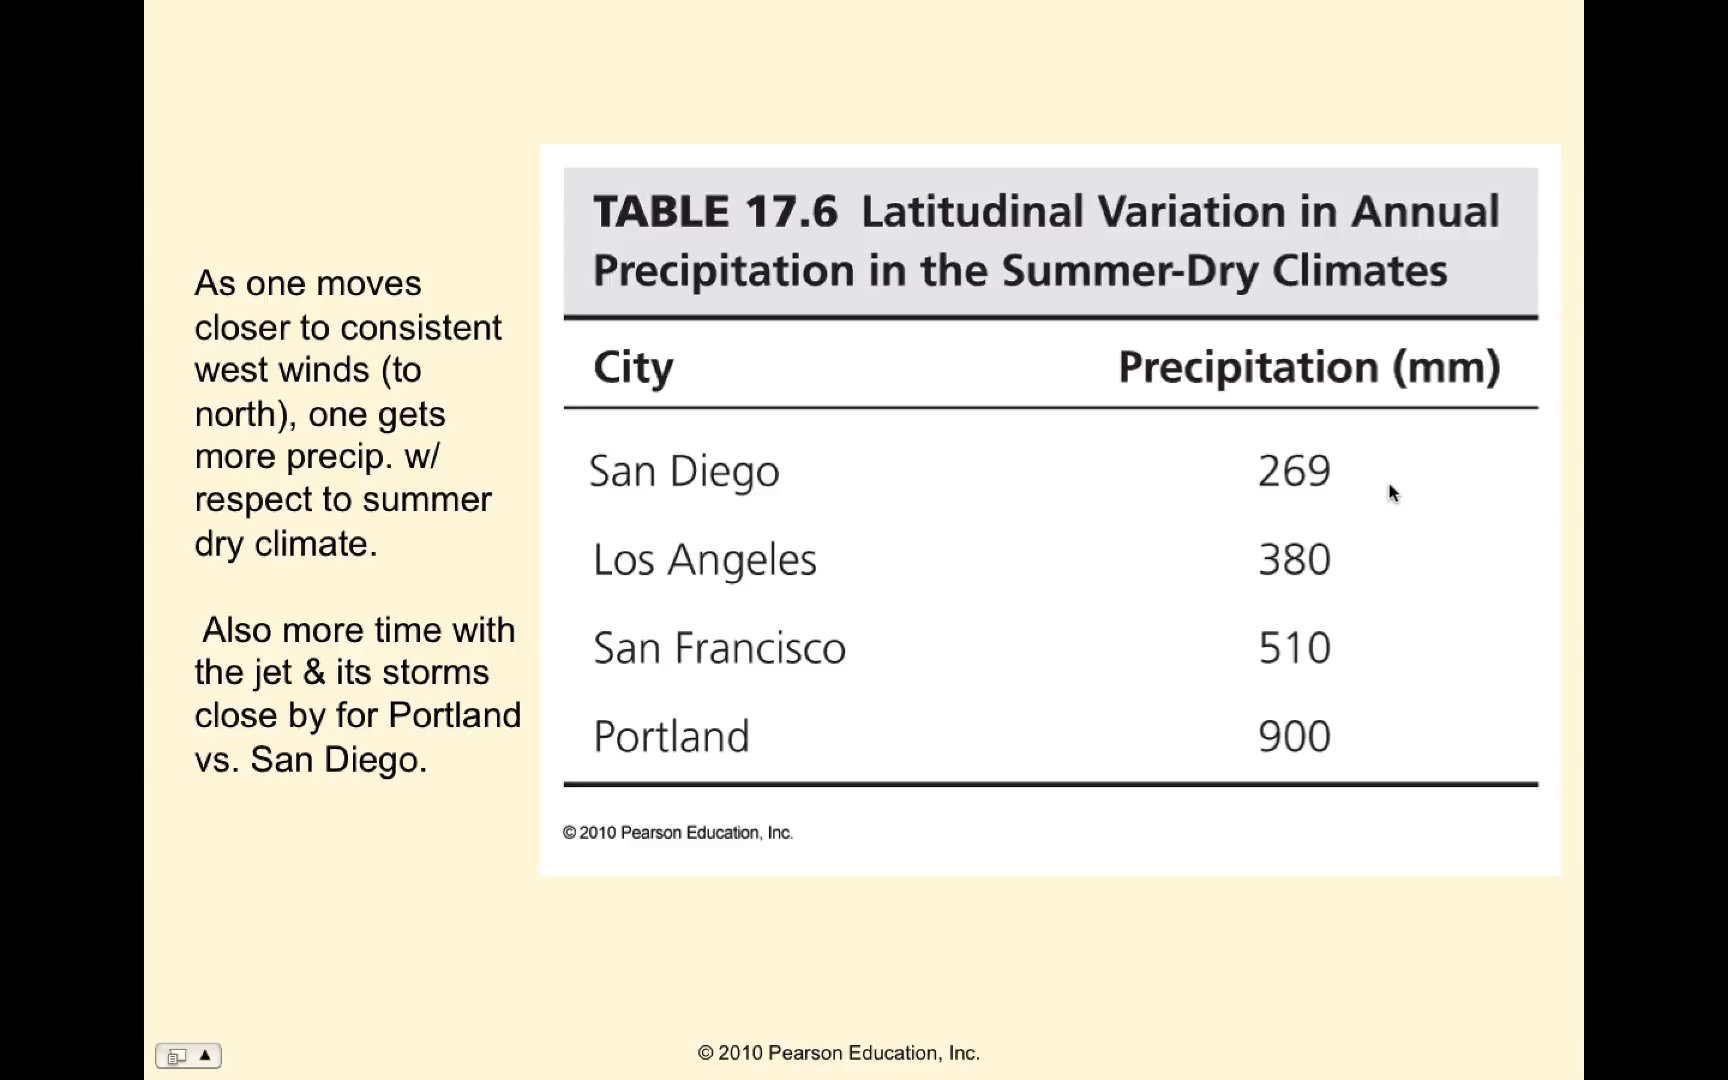 As one moves
closer to consistent
west winds (to
north), one gets
more precip. w/
respect to summer
dry climate.
Also more time with
the jet & its storms
close by for Portland
vs. San Diego.
TABLE 17.6 Latitudinal Variation in Annual
Precipitation in the Summer-Dry Climates
City Precipitation (mm)
San Diego 269
Los Angeles 380
San Francisco 510
Portland 900
© 2010 Pearson Education, Inc.
© 2010 Pearson Education, Inc.